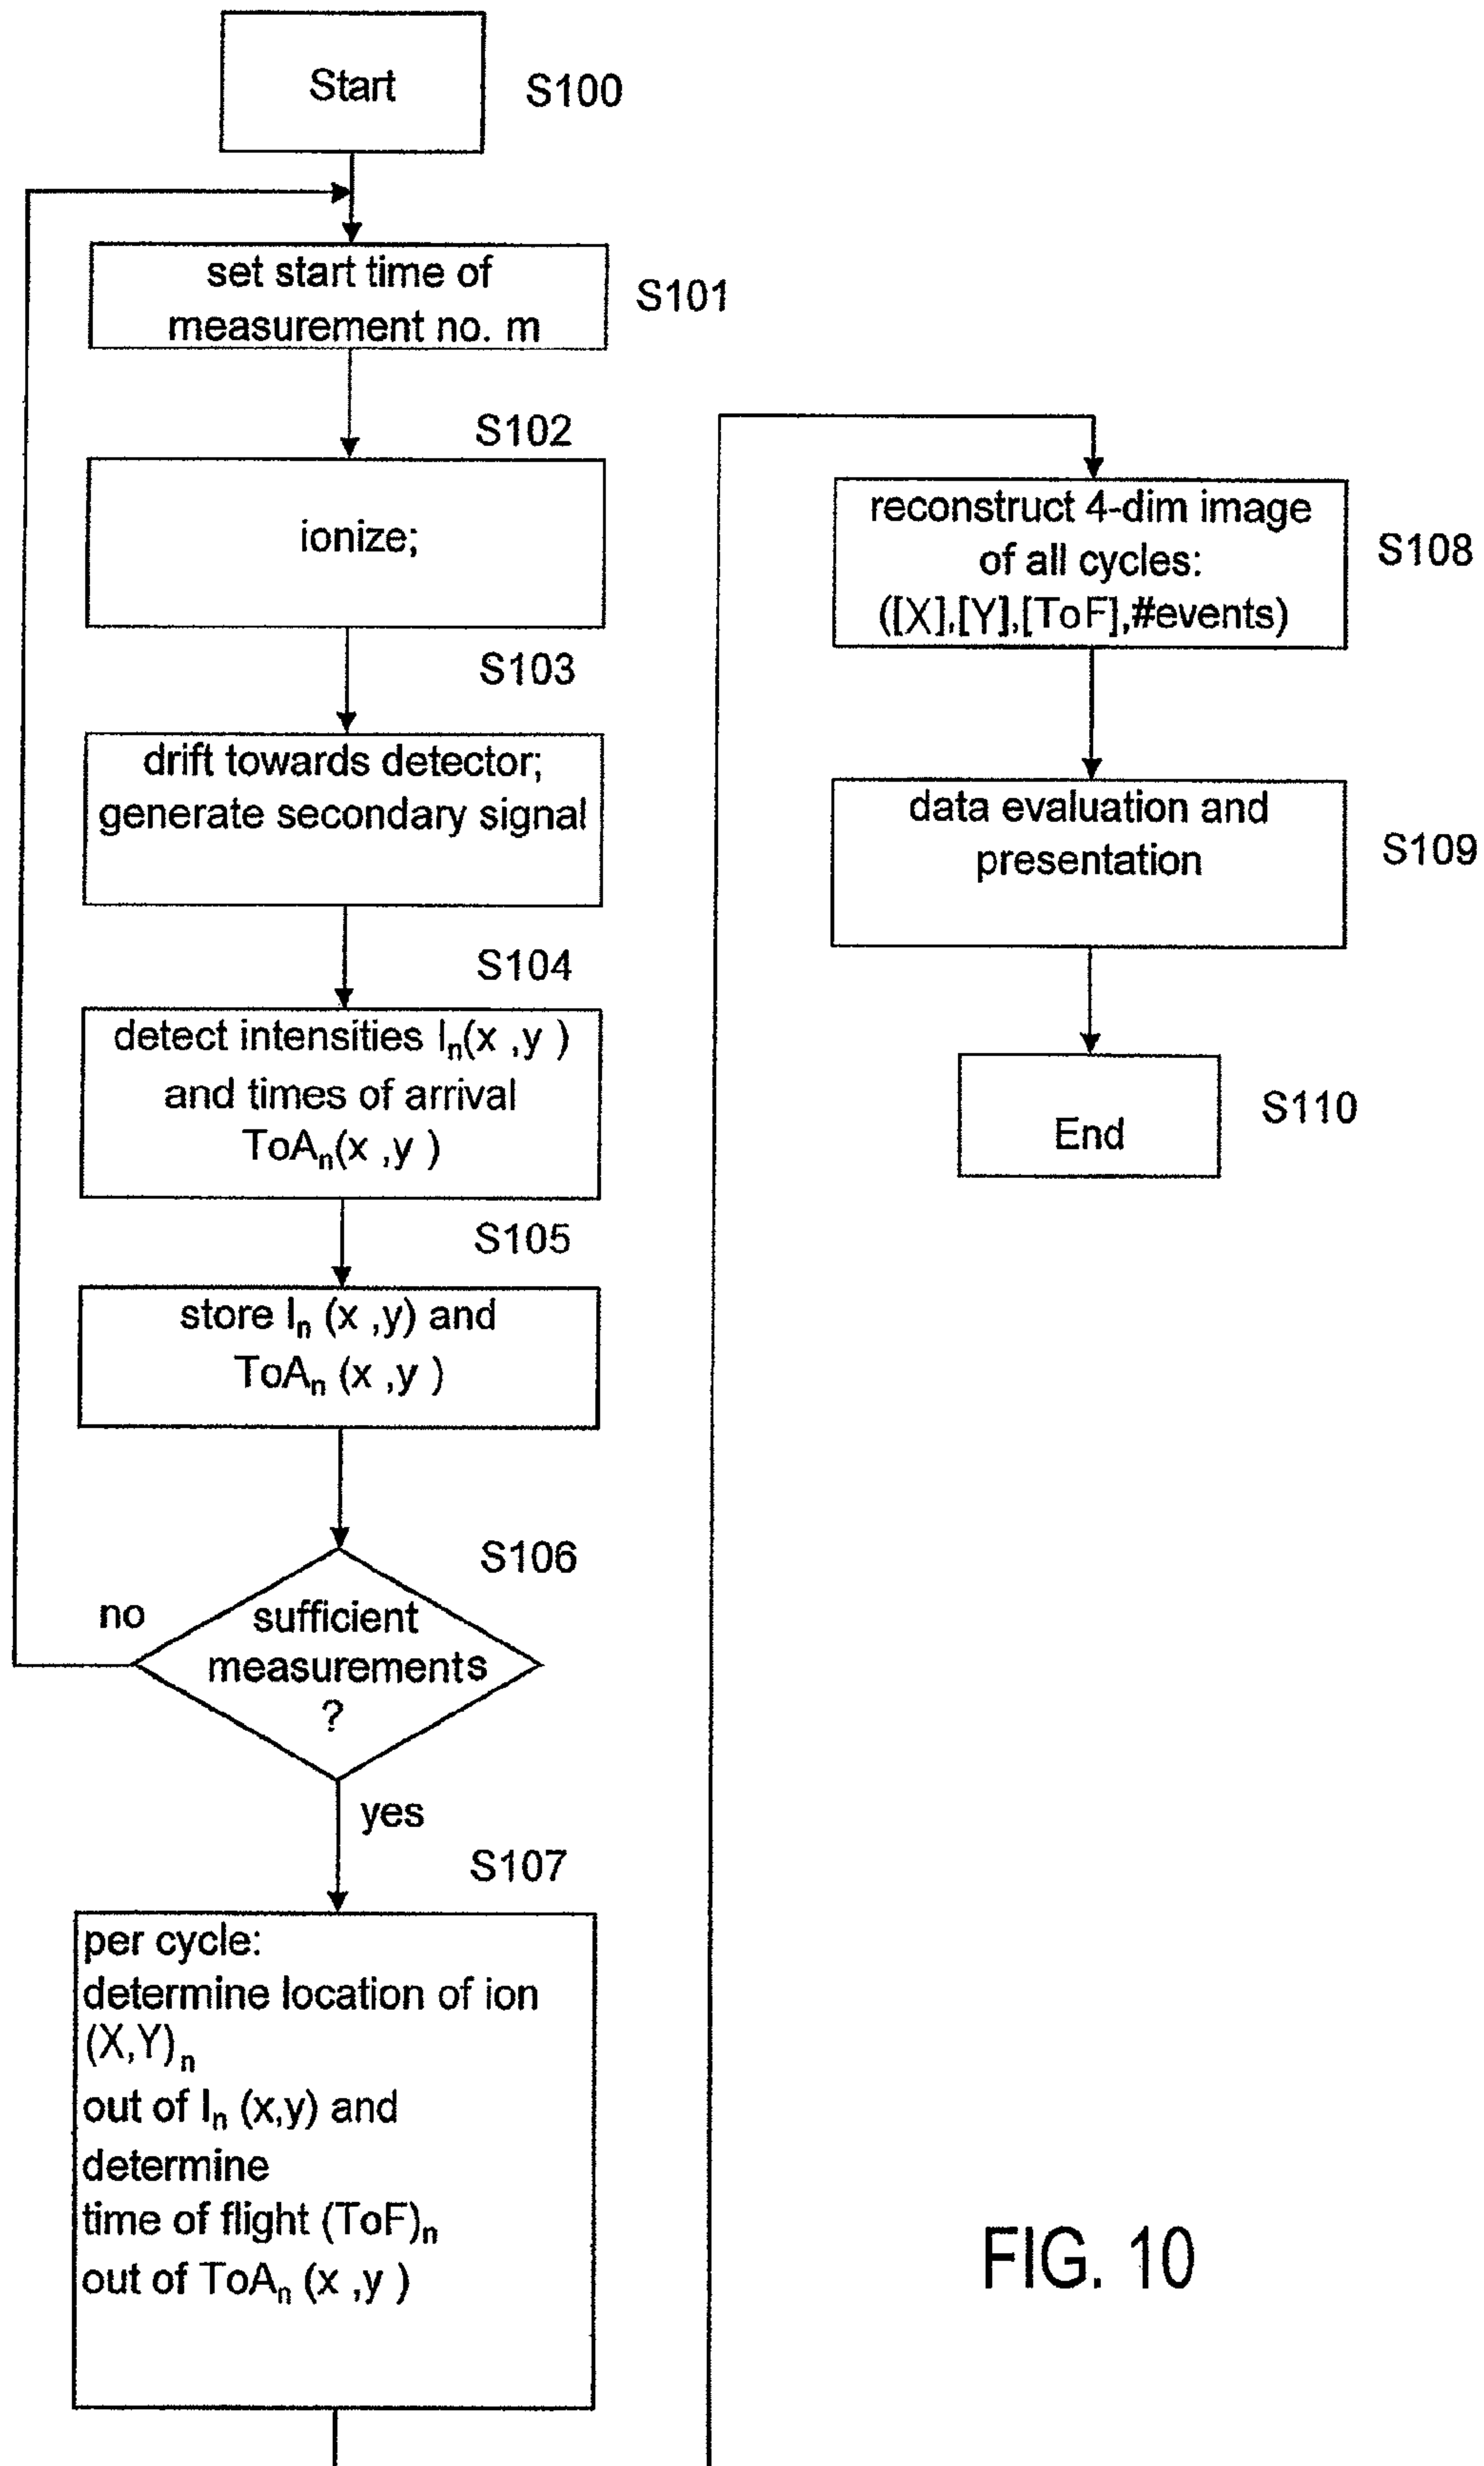 Start
S100
set start time of
measurement no. m
S101
S102
ionize;
S103
drift towards detector;
generate secondary signal
S104
detect intensities Iₙ(x ,y )
and times of arrival
ToAₙ(x ,y )
S105
store Iₙ (x ,y) and
ToAₙ (x ,y )
S106
no
sufficient
measurements
?
yes
S107
per cycle:
determine location of ion
(X,Y)ₙ
out of Iₙ (x,y) and
determine
time of flight (ToF)ₙ
out of ToAₙ (x ,y )
reconstruct 4-dim image
of all cycles:
([X],[Y],[ToF],#events)
S108
data evaluation and
presentation
S109
End
S110
FIG. 10